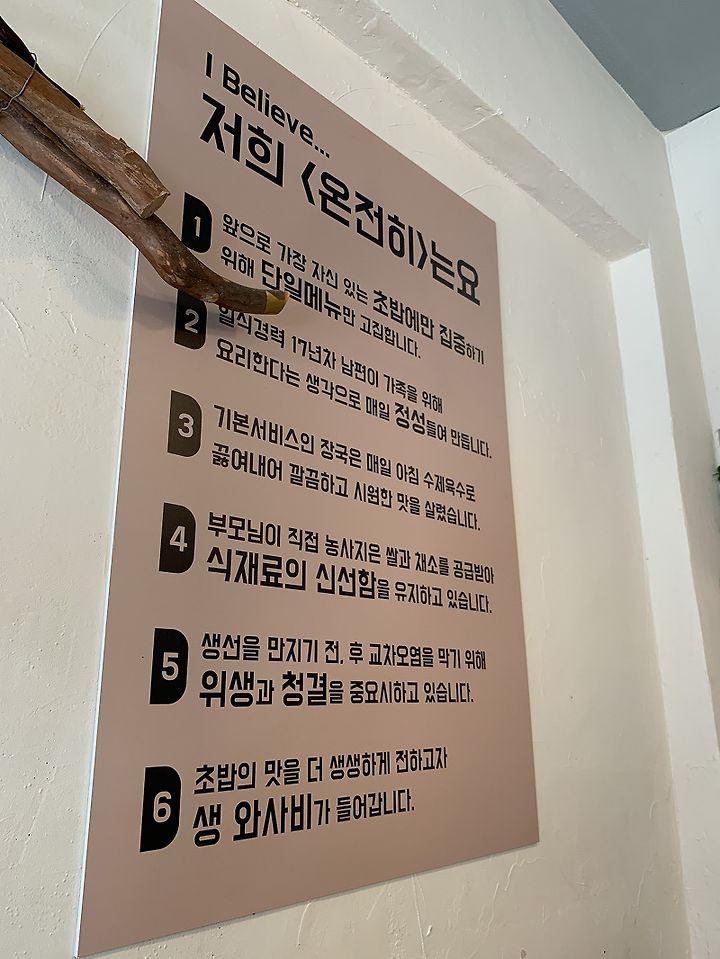 I Believe...
저희 <온전히>는요
1
앞으로 가장 자신 있는 초밥에만 집중하기
위해 단일메뉴만 고집합니다.
2
일식경력 17년차 남편이 가족을 위해
요리한다는 생각으로 매일 정성들여 만듭니다.
3
기본서비스인 장국은 매일 아침 수제육수로
끓여내어 깔끔하고 시원한 맛을 살렸습니다.
4
부모님이 직접 농사지은 쌀과 채소를 공급받아
식재료의 신선함을 유지하고 있습니다.
5
생선을 만지기 전, 후 교차오염을 막기 위해
위생과 청결을 중요시하고 있습니다.
6
초밥의 맛을 더 생생하게 전하고자
생 와사비가 들어갑니다.